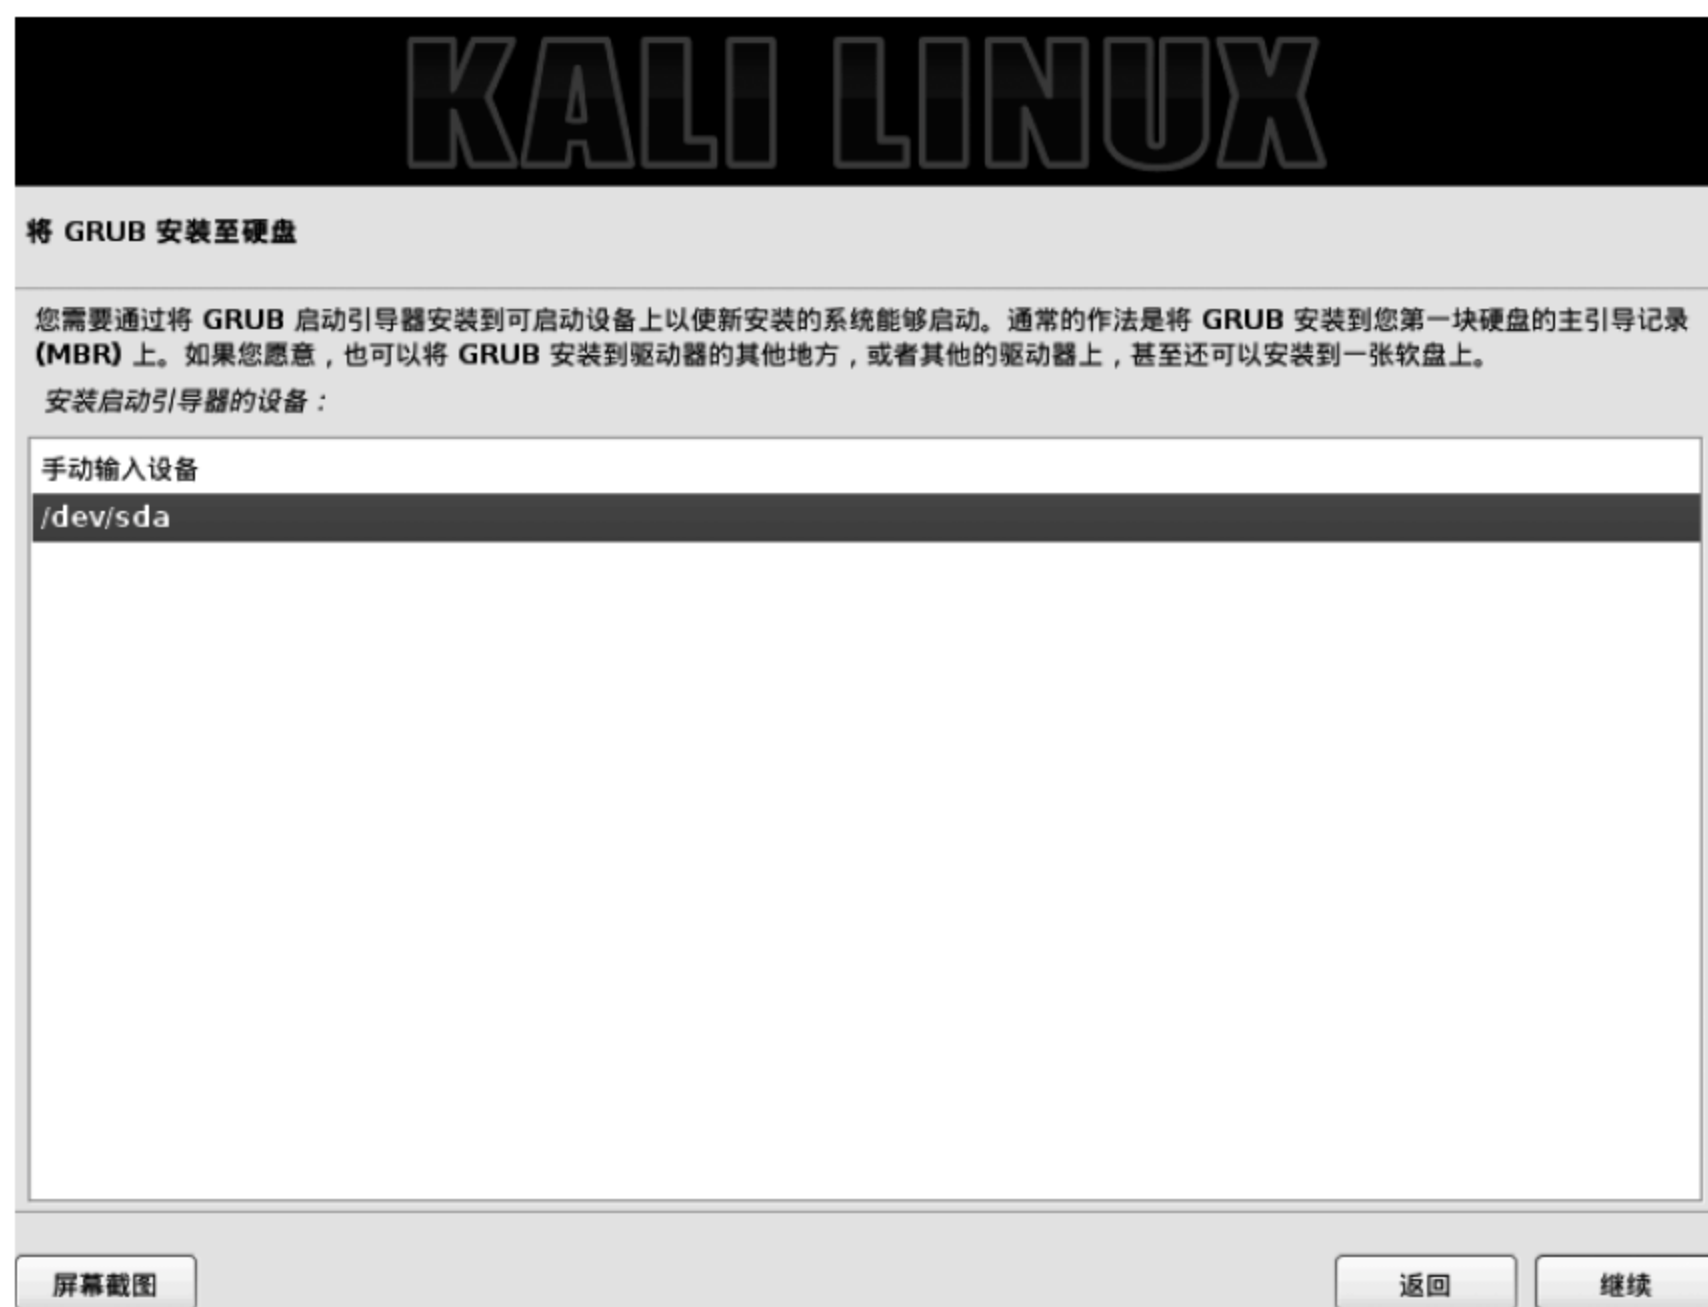 KALI LINUX
将 GRUB 安装至硬盘
您需要通过将 GRUB 启动引导器安装到可启动设备上以使新安装的系统能够启动。通常的作法是将 GRUB 安装到您第一块硬盘的主引导记录
(MBR) 上。如果您愿意，也可以将 GRUB 安装到驱动器的其他地方，或者其他的驱动器上，甚至还可以安装到一张软盘上。
安装启动引导器的设备：
手动输入设备
/dev/sda
屏幕截图 返回 继续